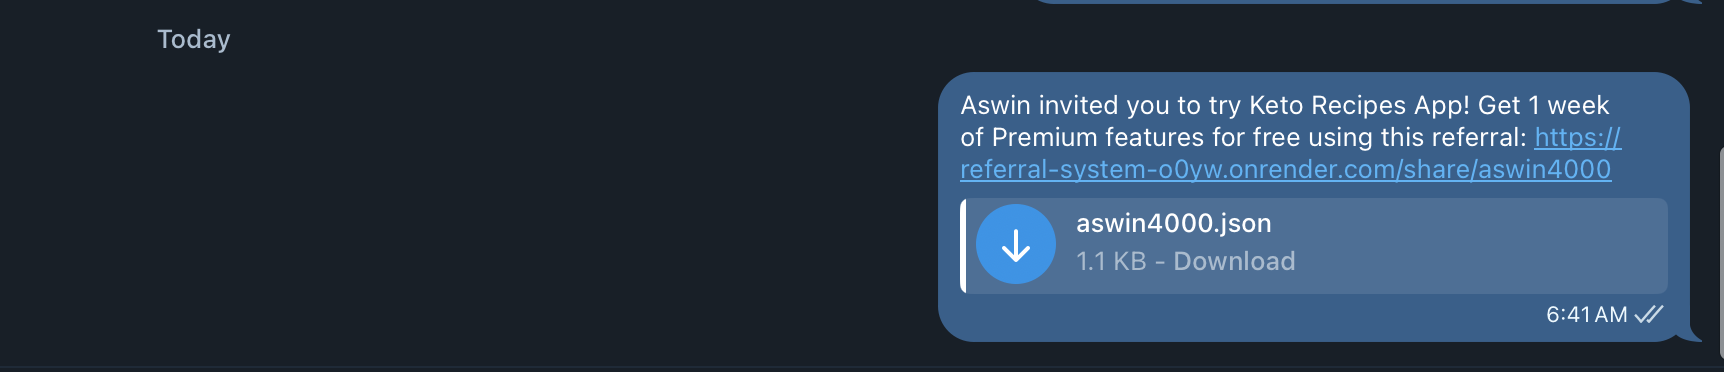 Today
Aswin invited you to try Keto Recipes App! Get 1 week
of Premium features for free using this referral: https://
referral-system-o0yw.onrender.com/share/aswin4000
aswin4000.json
1.1 KB - Download
6:41 AM